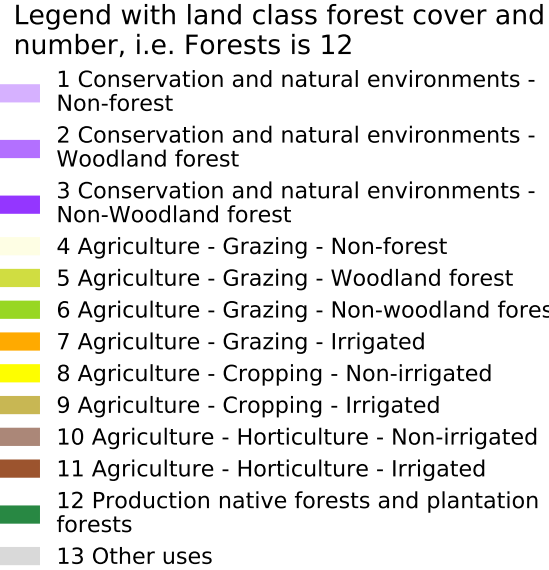 Legend with land class forest cover and
number, i.e. Forests is 12
1 Conservation and natural environments -
Non-forest
2 Conservation and natural environments -
Woodland forest
3 Conservation and natural environments -
Non-Woodland forest
4 Agriculture - Grazing - Non-forest
5 Agriculture - Grazing - Woodland forest
6 Agriculture - Grazing - Non-woodland fores
7 Agriculture - Grazing - Irrigated
8 Agriculture - Cropping - Non-irrigated
9 Agriculture - Cropping - Irrigated
10 Agriculture - Horticulture - Non-irrigated
11 Agriculture - Horticulture - Irrigated
12 Production native forests and plantation
forests
13 Other uses